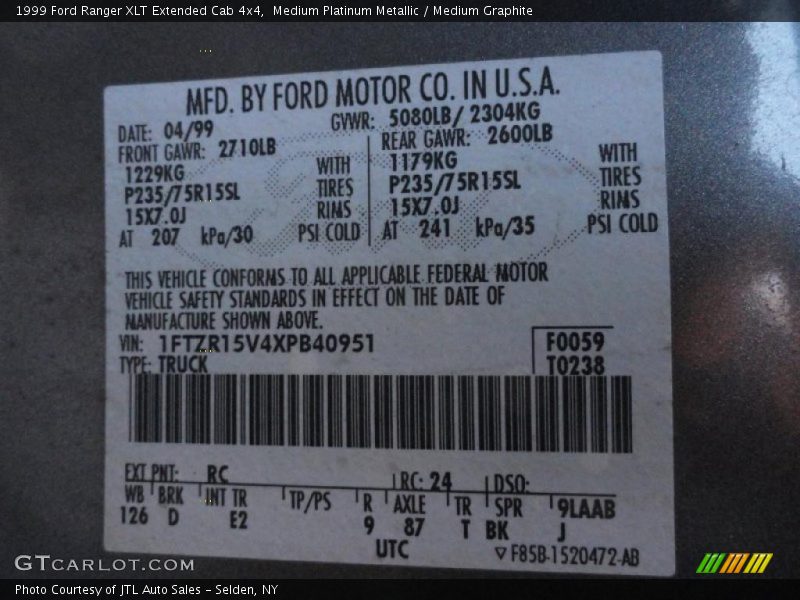 1999 Ford Ranger XLT Extended Cab 4x4,  Medium Platinum Metallic / Medium Graphite
MFD. BY FORD MOTOR CO. IN U.S.A.
DATE: 04/99 GVWR: 5080LB/ 2304KG
FRONT GAWR: 2710LB REAR GAWR: 2600LB
1229KG WITH 1179KG WITH
P235/75R15SL TIRES P235/75R15SL TIRES
15X7.0J RIMS 15X7.0J RIMS
AT 207 kPa/30 PSI COLD AT 241 kPa/35 PSI COLD
THIS VEHICLE CONFORMS TO ALL APPLICABLE FEDERAL MOTOR
VEHICLE SAFETY STANDARDS IN EFFECT ON THE DATE OF
MANUFACTURE SHOWN ABOVE.
VIN: 1FTZR15V4XPB40951 F0059
TYPE: TRUCK T0238
EXT PNT: RC RC: 24 DSO:
WB BRK INT TR TP/PS R AXLE TR SPR 9LAAB
126 D E2 9 87 T BK J
UTC ▽F85B-1520472-AB
GTCARLOT.COM
Photo Courtesy of JTL Auto Sales - Selden, NY